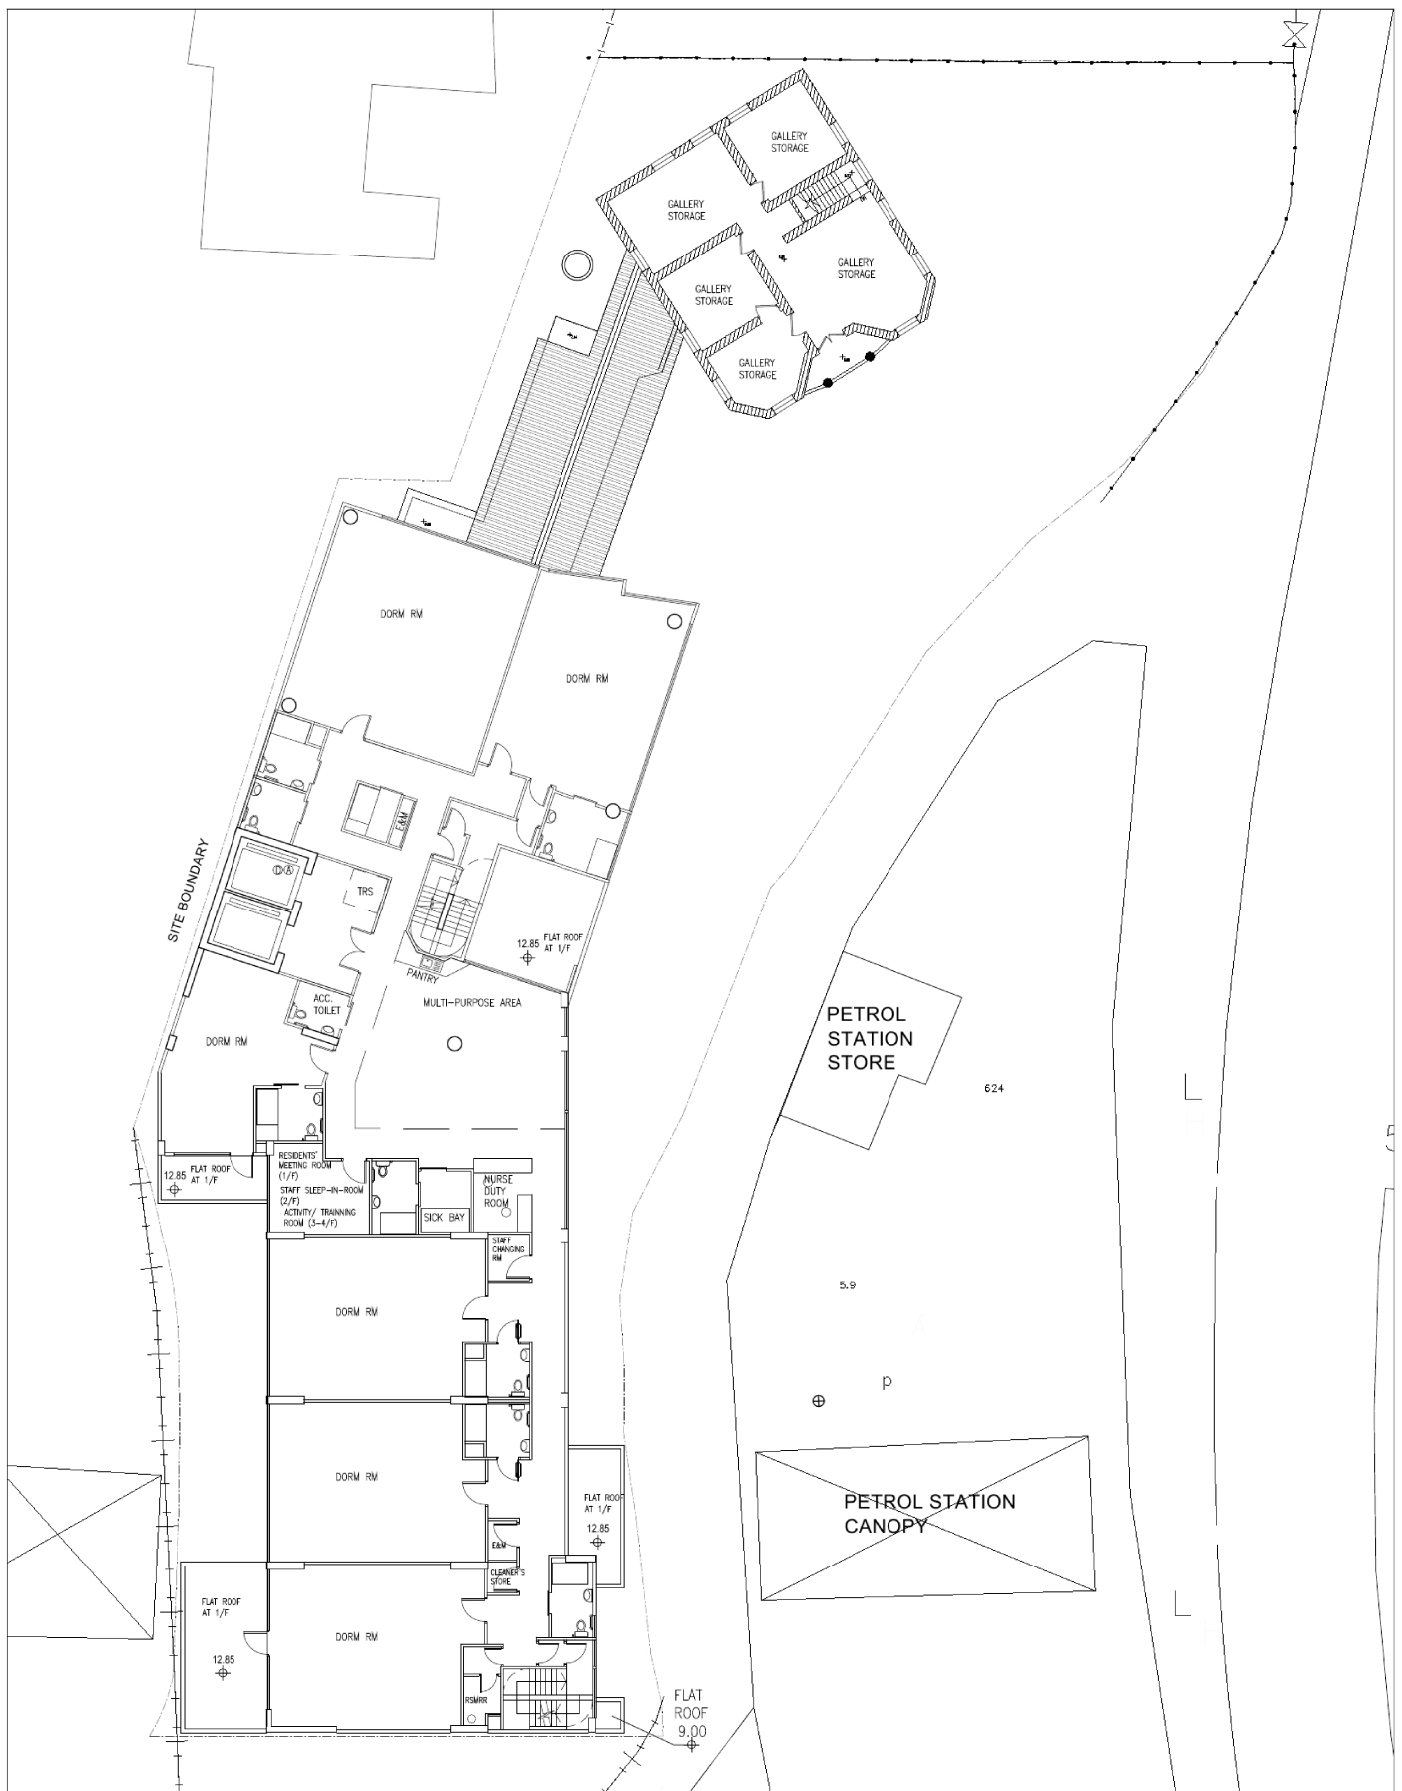 GALLERY
STORAGE
GALLERY
STORAGE
GALLERY
STORAGE
GALLERY
STORAGE
GALLERY
STORAGE
DORM RM
DORM RM
E&M
SITE BOUNDARY
TRS
12.85
FLAT ROOF
AT 1/F
PANTRY
MULTI-PURPOSE AREA
ACC.
TOILET
DORM RM
PETROL
STATION
STORE
624
RESIDENTS'
MEETING ROOM
(1/F)
STAFF SLEEP-IN-ROOM
(2/F)
ACTIVITY/ TRAINNING
ROOM (3-4/F)
12.85
FLAT ROOF
AT 1/F
NURSE
DUTY
ROOM
SICK BAY
STAFF
CHANGING
RM
DORM RM
5.9
p
DORM RM
FLAT ROOF
AT 1/F
12.85
PETROL STATION
CANOPY
E&M
CLEANER'S
STORE
FLAT ROOF
AT 1/F
12.85
DORM RM
RSMRR
FLAT
ROOF
9.00